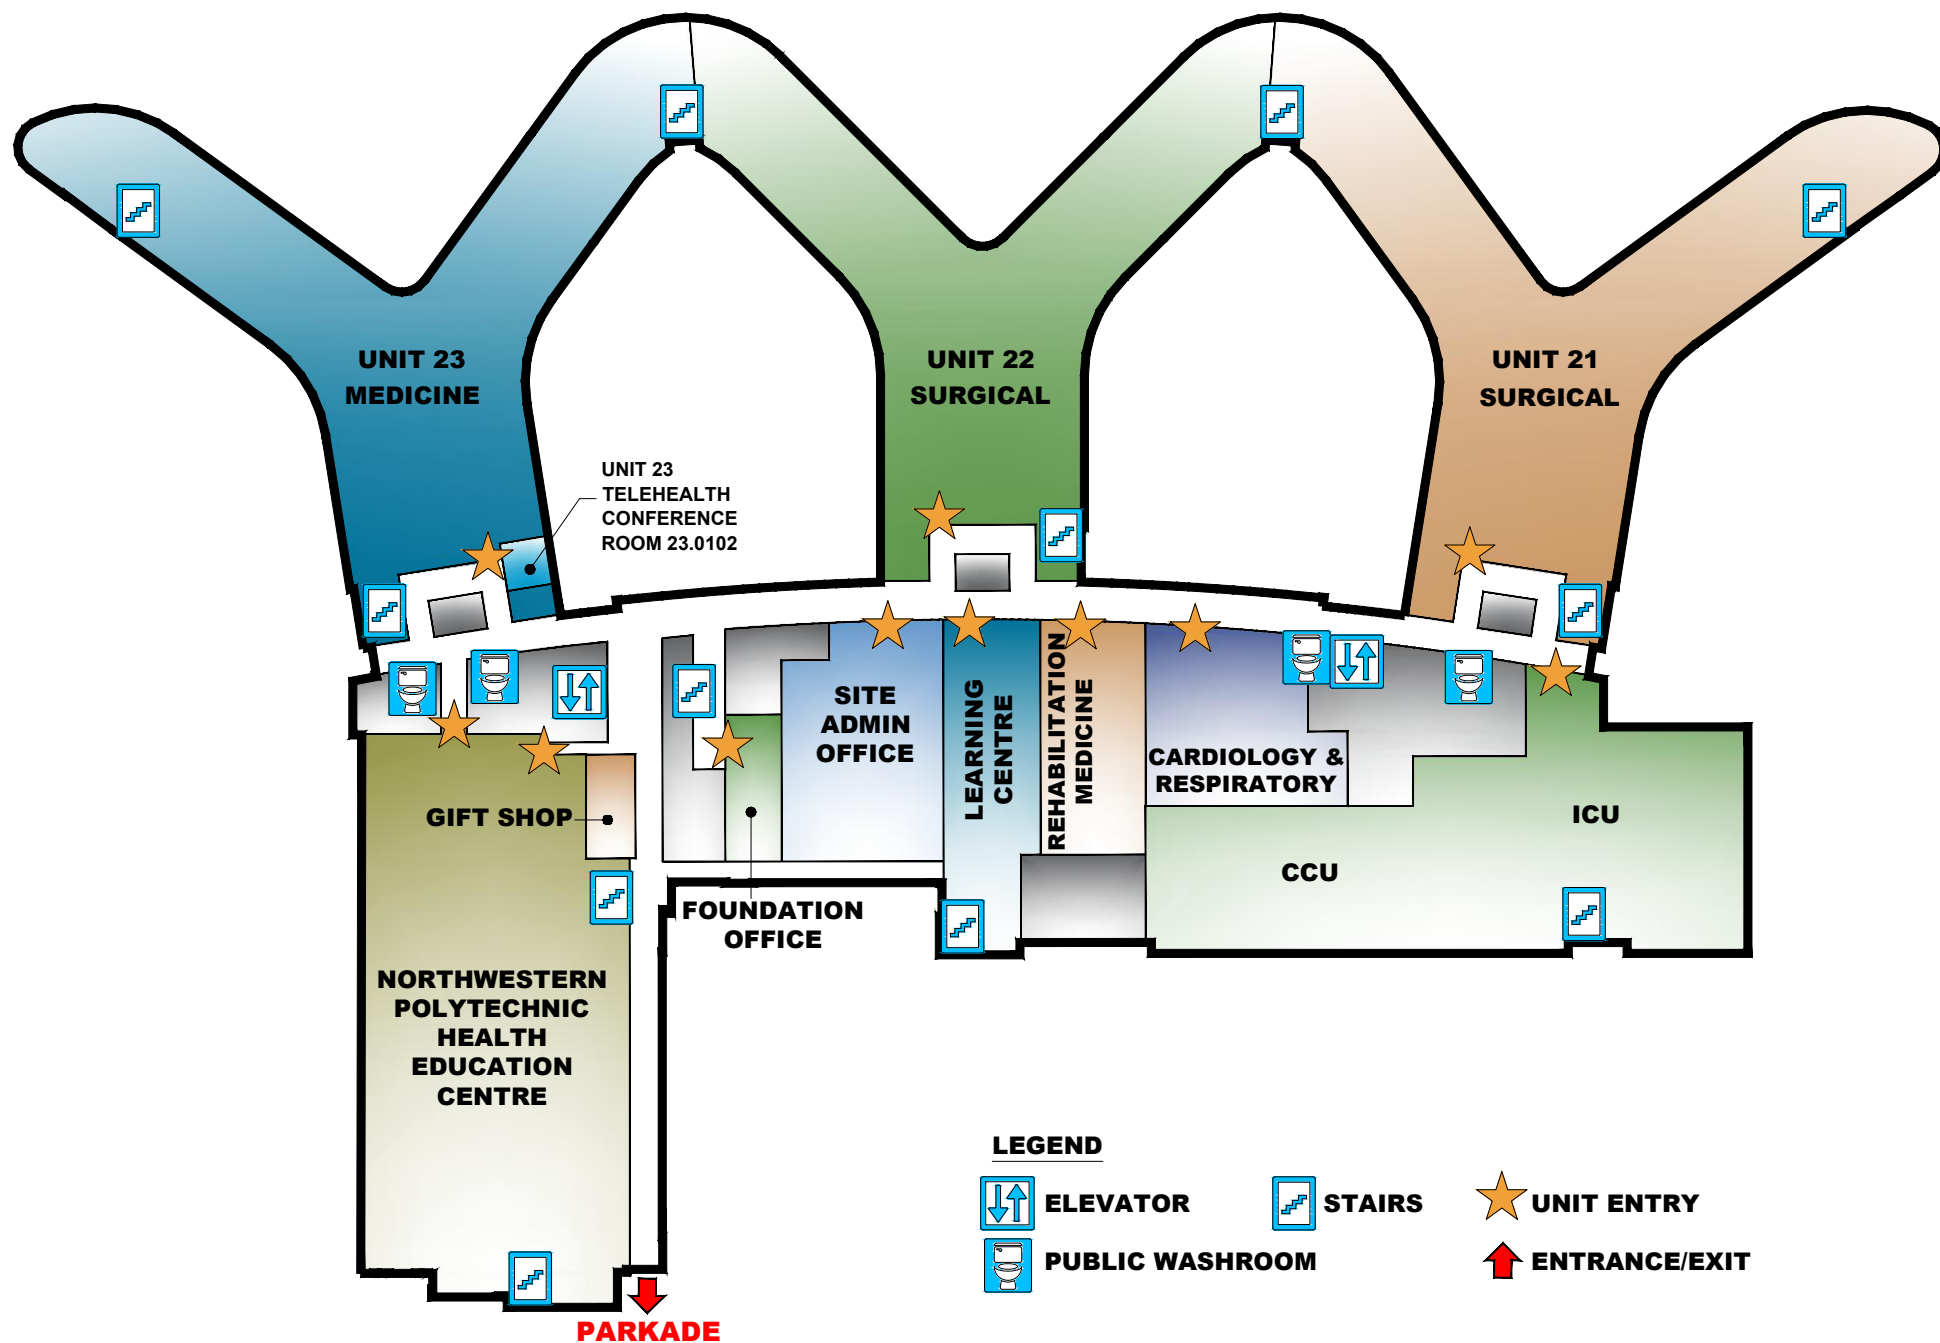 UNIT 23
MEDICINE
UNIT 22
SURGICAL
UNIT 21
SURGICAL
UNIT 23
TELEHEALTH
CONFERENCE
ROOM 23.0102
SITE
ADMIN
OFFICE
LEARNING
CENTRE
REHABILITATION
MEDICINE
CARDIOLOGY &
RESPIRATORY
GIFT SHOP
ICU
CCU
FOUNDATION
OFFICE
NORTHWESTERN
POLYTECHNIC
HEALTH
EDUCATION
CENTRE
LEGEND
ELEVATOR
STAIRS
UNIT ENTRY
PUBLIC WASHROOM
ENTRANCE/EXIT
PARKADE